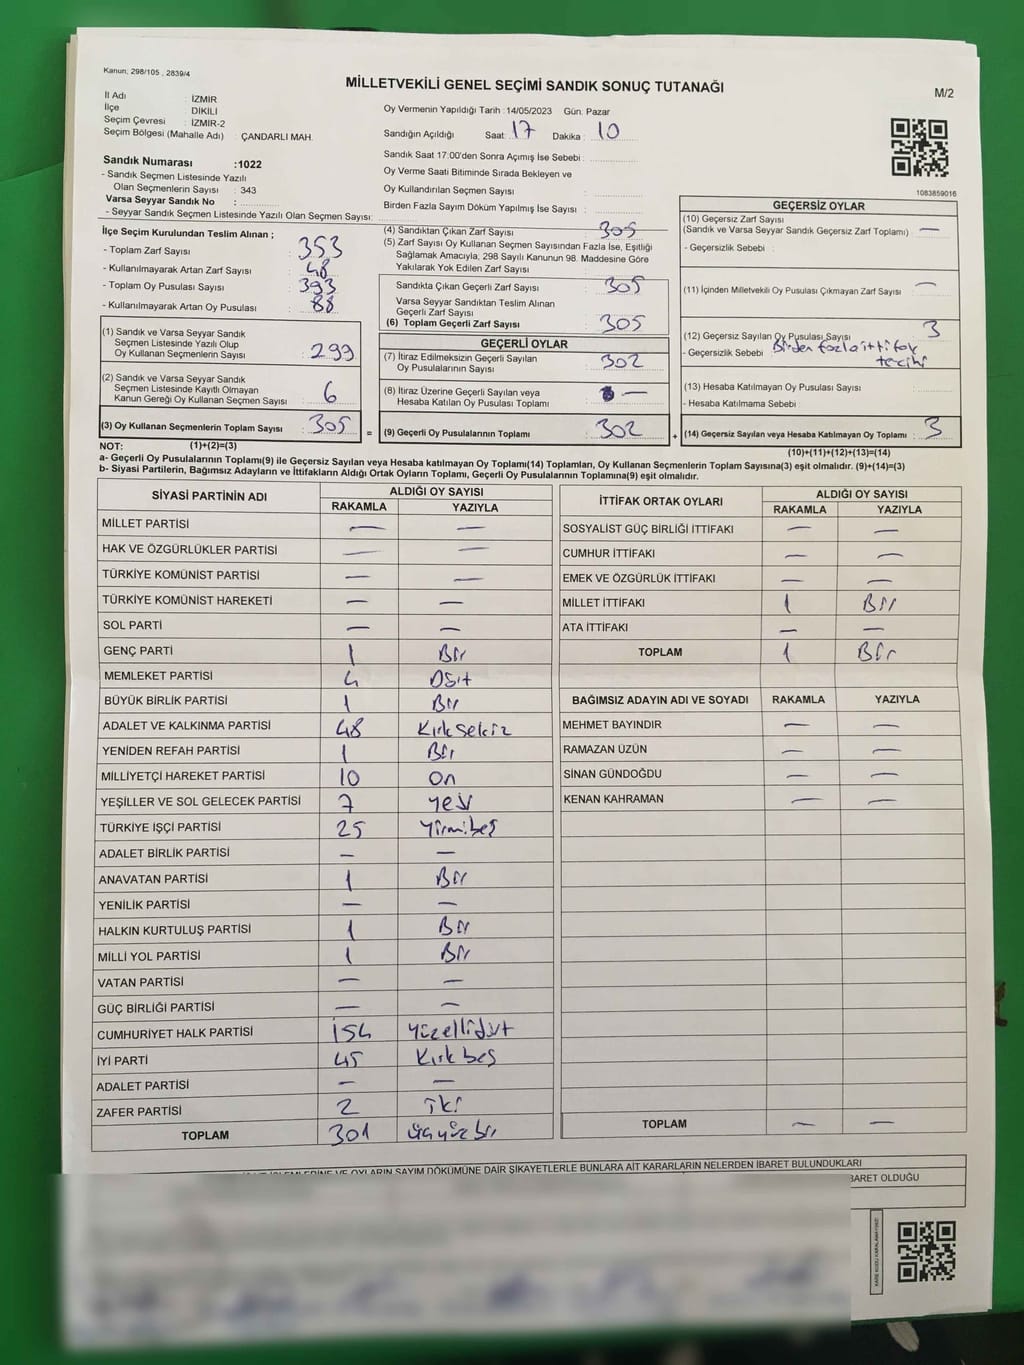 Kanun; 298/105 , 2839/4
MİLLETVEKİLİ GENEL SEÇİMİ SANDIK SONUÇ TUTANAĞI
M/2
İl Adı : İZMİR
İlçe : DİKİLİ
Seçim Çevresi : İZMİR-2
Seçim Bölgesi (Mahalle Adı) : ÇANDARLI MAH.
Oy Vermenin Yapıldığı Tarih : 14/05/2023 Gün. Pazar
Sandığın Açıldığı Saat: 17 Dakika : 10
Sandık Saat 17:00'den Sonra Açımış İse Sebebi :
Sandık Numarası :1022
- Sandık Seçmen Listesinde Yazılı
Olan Seçmenlerin Sayısı : 343
Varsa Seyyar Sandık No :
- Seyyar Sandık Seçmen Listesinde Yazılı Olan Seçmen Sayısı:
Oy Verme Saati Bitiminde Sırada Bekleyen ve
Oy Kullandırılan Seçmen Sayısı :
Birden Fazla Sayım Döküm Yapılmış İse Sayısı :
1083859016
İlçe Seçim Kurulundan Teslim Alınan ;
- Toplam Zarf Sayısı : 353
- Kullanılmayarak Artan Zarf Sayısı : 48
- Toplam Oy Pusulası Sayısı : 393
- Kullanılmayarak Artan Oy Pusulası : 88
(4) Sandıktan Çıkan Zarf Sayısı : 305
(5) Zarf Sayısı Oy Kullanan Seçmen Sayısından Fazla İse, Eşitliği
Sağlamak Amacıyla, 298 Sayılı Kanunun 98. Maddesine Göre
Yakılarak Yok Edilen Zarf Sayısı :
Sandıkta Çıkan Geçerli Zarf Sayısı : 305
Varsa Seyyar Sandıktan Teslim Alınan
Geçerli Zarf Sayısı :
(6) Toplam Geçerli Zarf Sayısı : 305
GEÇERSİZ OYLAR
(10) Geçersiz Zarf Sayısı
(Sandık ve Varsa Seyyar Sandık Geçersiz Zarf Toplamı) : —
- Geçersizlik Sebebi :
(11) İçinden Milletvekili Oy Pusulası Çıkmayan Zarf Sayısı : —
(12) Geçersiz Sayılan Oy Pusulası Sayısı : 3
- Geçersizlik Sebebi : Birden fazla ittifak
tercihi
(13) Hesaba Katılmayan Oy Pusulası Sayısı :
- Hesaba Katılmama Sebebi :
(14) Geçersiz Sayılan veya Hesaba Katılmayan Oy Toplamı : 3
(10)+(11)+(12)+(13)=(14)
(1) Sandık ve Varsa Seyyar Sandık
Seçmen Listesinde Yazılı Olup
Oy Kullanan Seçmenlerin Sayısı : 299
(2) Sandık ve Varsa Seyyar Sandık
Seçmen Listesinde Kayıtlı Olmayan
Kanun Gereği Oy Kullanan Seçmen Sayısı : 6
(3) Oy Kullanan Seçmenlerin Toplam Sayısı : 305
(1)+(2)=(3)
=
GEÇERLİ OYLAR
(7) İtiraz Edilmeksizin Geçerli Sayılan
Oy Pusulalarının Sayısı : 302
(8) İtiraz Üzerine Geçerli Sayılan veya
Hesaba Katılan Oy Pusulası Toplamı : —
(9) Geçerli Oy Pusulalarının Toplamı : 302
+
NOT:
a- Geçerli Oy Pusulalarının Toplamı(9) ile Geçersiz Sayılan veya Hesaba katılmayan Oy Toplamı(14) Toplamları, Oy Kullanan Seçmenlerin Toplam Sayısına(3) eşit olmalıdır. (9)+(14)=(3)
b- Siyasi Partilerin, Bağımsız Adayların ve İttifakların Aldığı Ortak Oyların Toplamı, Geçerli Oy Pusulalarının Toplamına(9) eşit olmalıdır.
SİYASİ PARTİNİN ADI ALDIĞI OY SAYISI
RAKAMLA YAZIYLA
MİLLET PARTİSİ — —
HAK VE ÖZGÜRLÜKLER PARTİSİ — —
TÜRKİYE KOMÜNİST PARTİSİ — —
TÜRKİYE KOMÜNİST HAREKETİ — —
SOL PARTİ — —
GENÇ PARTİ 1 Bir
MEMLEKET PARTİSİ 4 Dört
BÜYÜK BİRLİK PARTİSİ 1 Bir
ADALET VE KALKINMA PARTİSİ 48 Kırksekiz
YENİDEN REFAH PARTİSİ 1 Bir
MİLLİYETÇİ HAREKET PARTİSİ 10 On
YEŞİLLER VE SOL GELECEK PARTİSİ 7 Yedi
TÜRKİYE İŞÇİ PARTİSİ 25 Yirmibeş
ADALET BİRLİK PARTİSİ — —
ANAVATAN PARTİSİ 1 Bir
YENİLİK PARTİSİ — —
HALKIN KURTULUŞ PARTİSİ 1 Bir
MİLLİ YOL PARTİSİ 1 Bir
VATAN PARTİSİ — —
GÜÇ BİRLİĞİ PARTİSİ — —
CUMHURİYET HALK PARTİSİ 154 Yüzellidört
İYİ PARTİ 45 Kırkbeş
ADALET PARTİSİ — —
ZAFER PARTİSİ 2 İki
TOPLAM 301 üçyüzbir
İTTİFAK ORTAK OYLARI ALDIĞI OY SAYISI
RAKAMLA YAZIYLA
SOSYALİST GÜÇ BİRLİĞİ İTTİFAKI — —
CUMHUR İTTİFAKI — —
EMEK VE ÖZGÜRLÜK İTTİFAKI — —
MİLLET İTTİFAKI 1 Bir
ATA İTTİFAKI — —
TOPLAM 1 Bir
BAĞIMSIZ ADAYIN ADI VE SOYADI RAKAMLA YAZIYLA
MEHMET BAYINDIR — —
RAMAZAN ÜZÜN — —
SİNAN GÜNDOĞDU — —
KENAN KAHRAMAN — —
TOPLAM — —
VE OYLARIN SAYIM DÖKÜMÜNE DAİR ŞİKAYETLERLE BUNLARA AİT KARARLARIN NELERDEN İBARET BULUNDUKLARI
BARET OLDUĞU